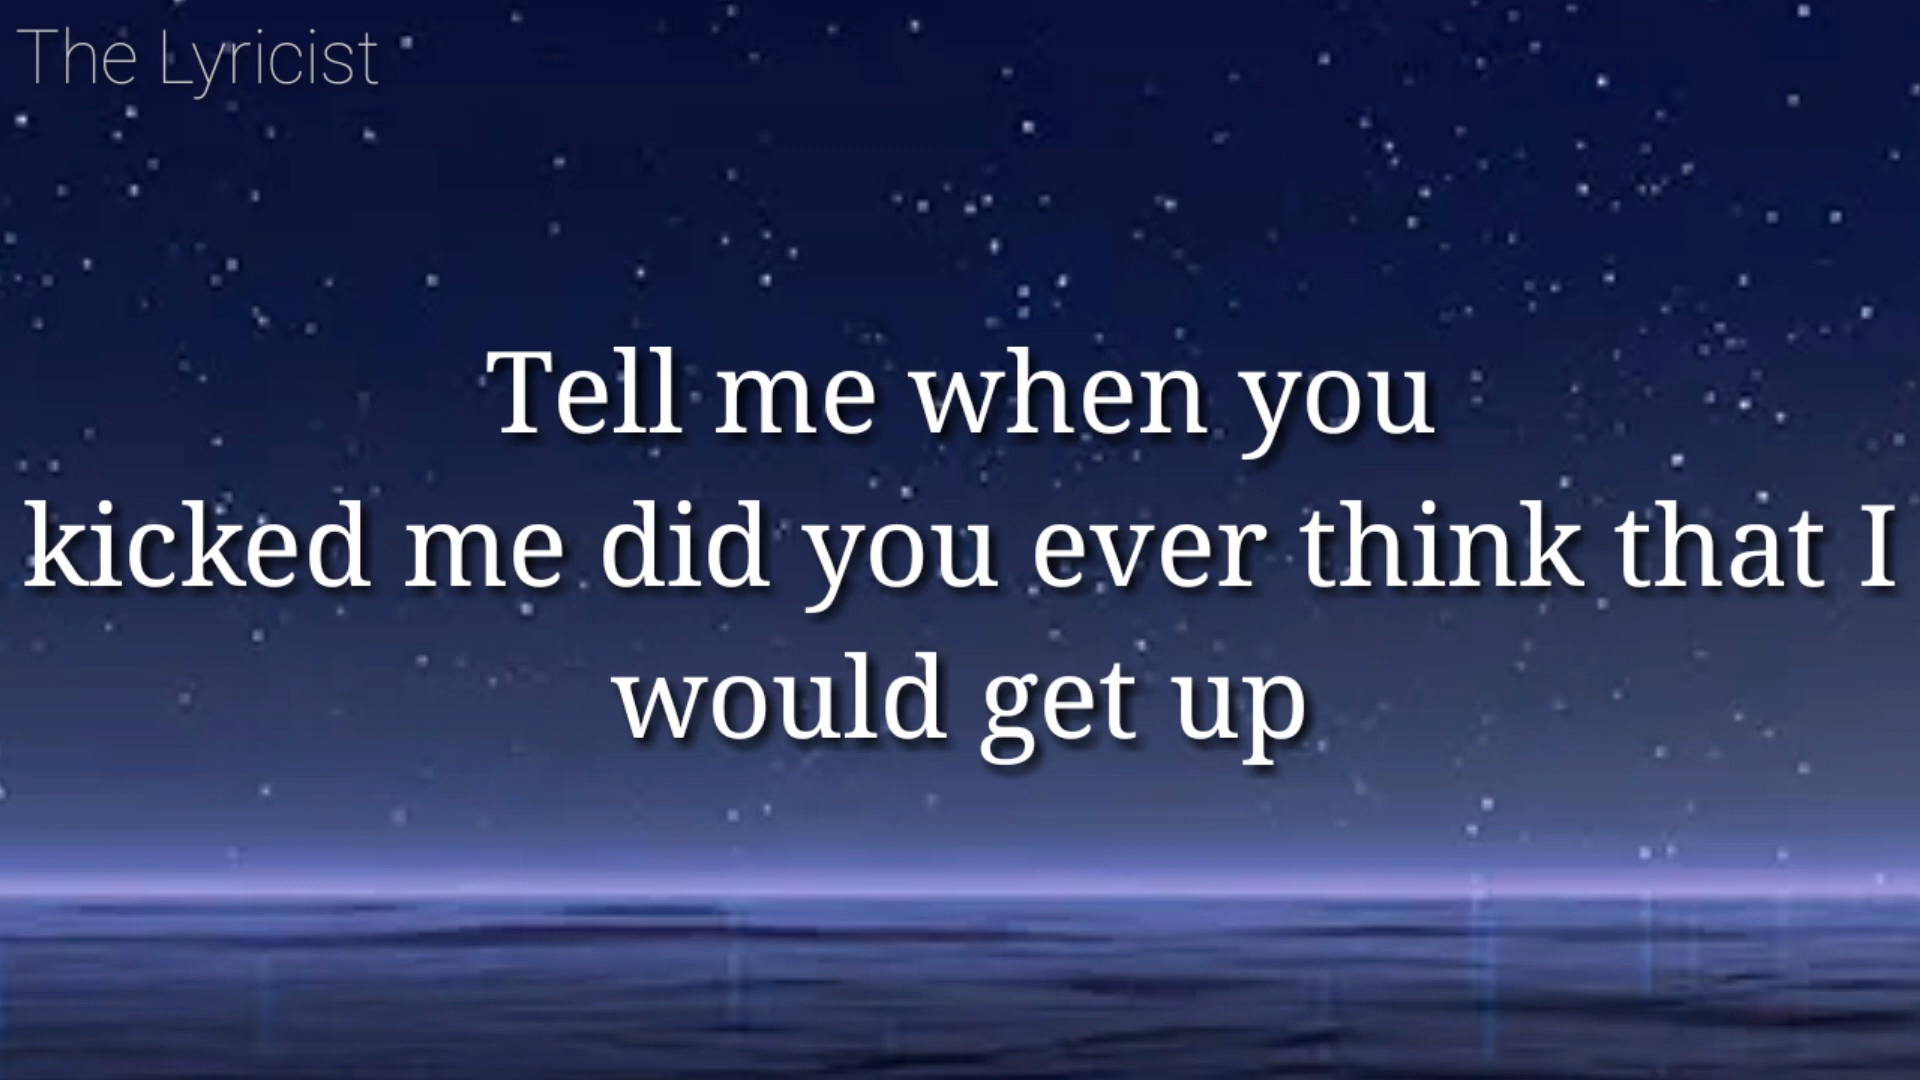 The Lyricist
Tell me when you
kicked me did you ever think that I
would get up